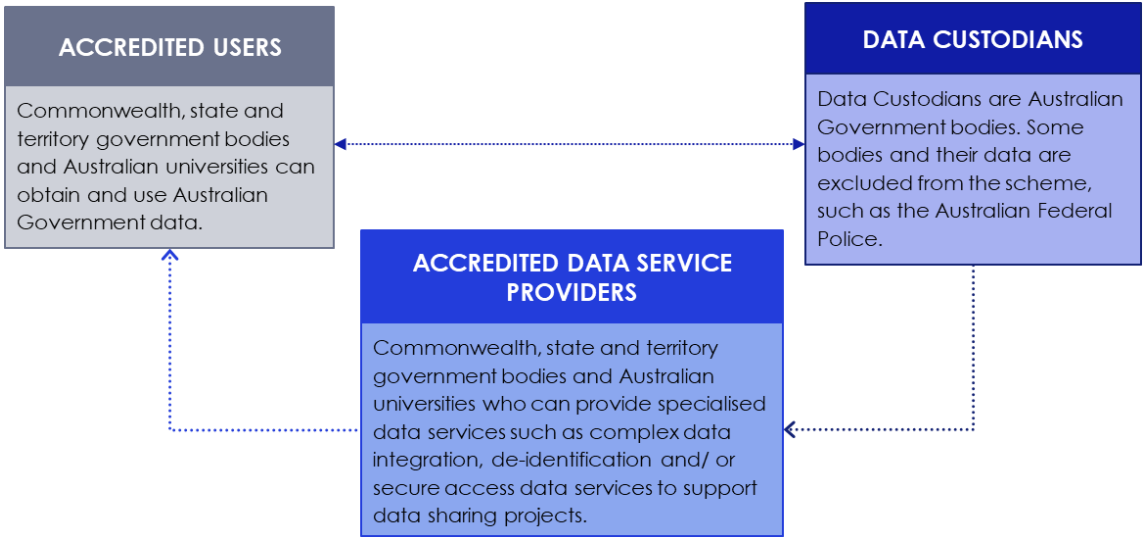 ACCREDITED USERS
Commonwealth, state and
territory government bodies
and Australian universities can
obtain and use Australian
Government data.
DATA CUSTODIANS
Data Custodians are Australian
Government bodies. Some
bodies and their data are
excluded from the scheme,
such as the Australian Federal
Police.
ACCREDITED DATA SERVICE
PROVIDERS
Commonwealth, state and territory
government bodies and Australian
universities who can provide specialised
data services such as complex data
integration, de-identification and/ or
secure access data services to support
data sharing projects.